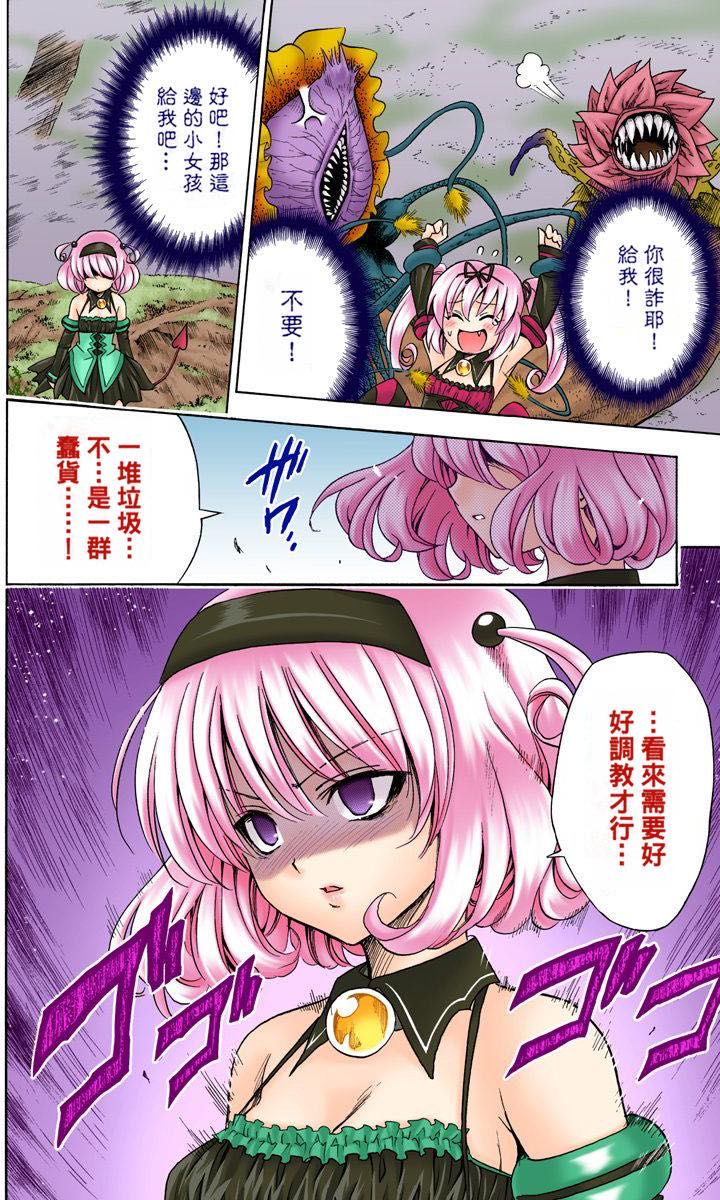 你很詐耶！
給我！
不要！
好吧！那這
邊的小女孩
給我吧…
ザワ
一堆垃圾…
不…是一群
蠢貨……！
…看來需要好
好調教才行…
ゴゴ
ゴゴ